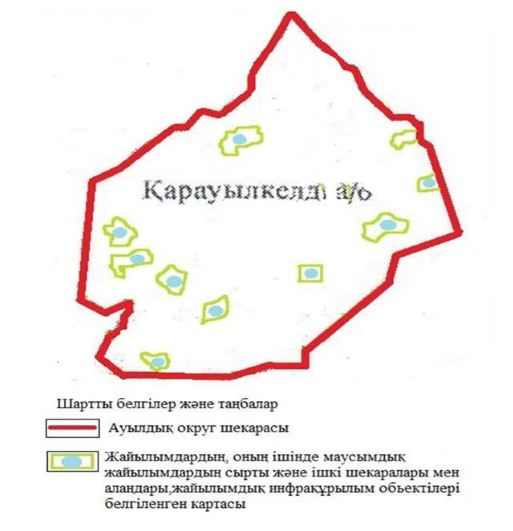 Қарауылкелді а/о
Шартты белгілер және таңбалар
Ауылдық округ шекарасы
Жайылымдардың, оның ішінде маусымдық
жайылымдардың сырты және ішкі шекаралары мен
алаңдары,жайылымдық инфрақұрылым обьектілері
белгіленген картасы